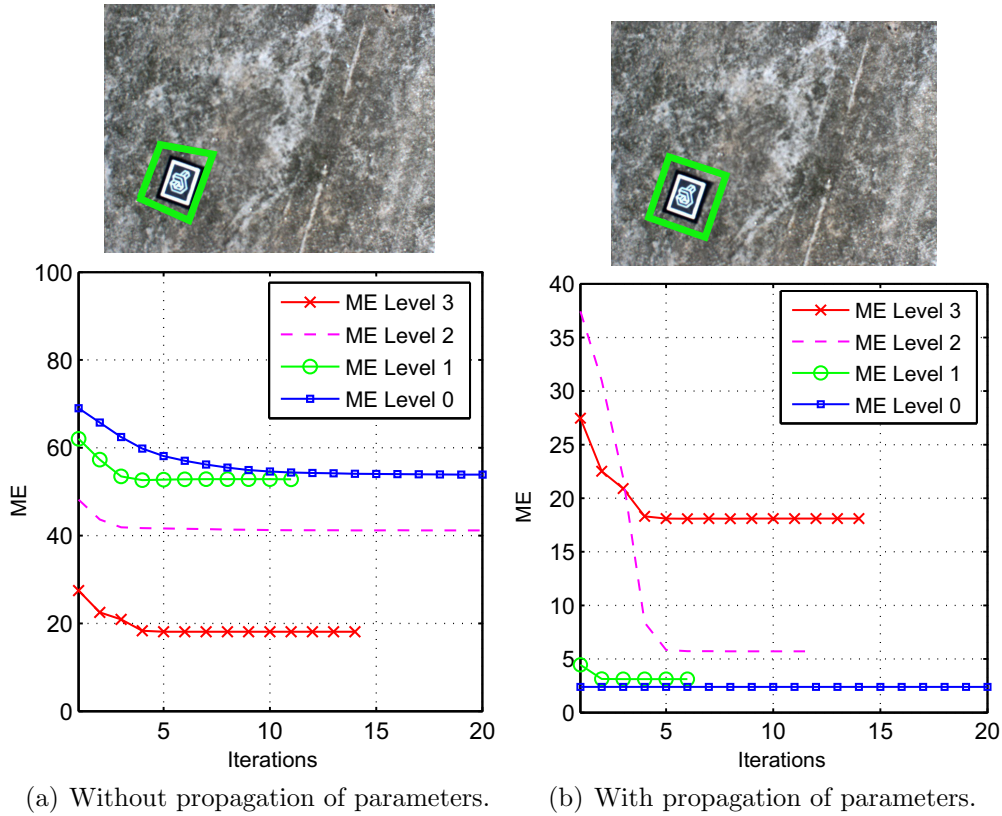 100
80
60
40
20
0
5
10
15
20
ME
Iterations
ME Level 3
ME Level 2
ME Level 1
ME Level 0
(a) Without propagation of parameters.
40
35
30
25
20
15
10
5
0
5
10
15
20
ME
Iterations
ME Level 3
ME Level 2
ME Level 1
ME Level 0
(b) With propagation of parameters.